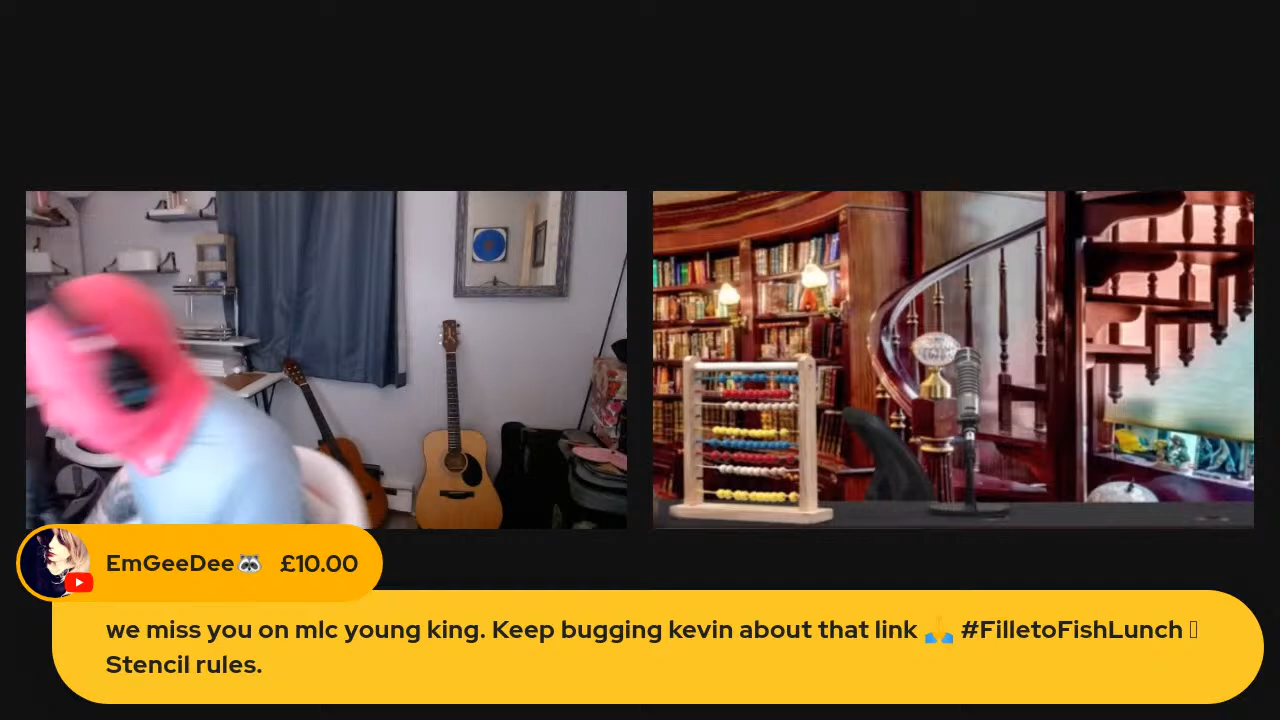 EmGeeDee🦝 £10.00
we miss you on mlc young king. Keep bugging kevin about that link 🙏 #FilletoFishLunch
Stencil rules.